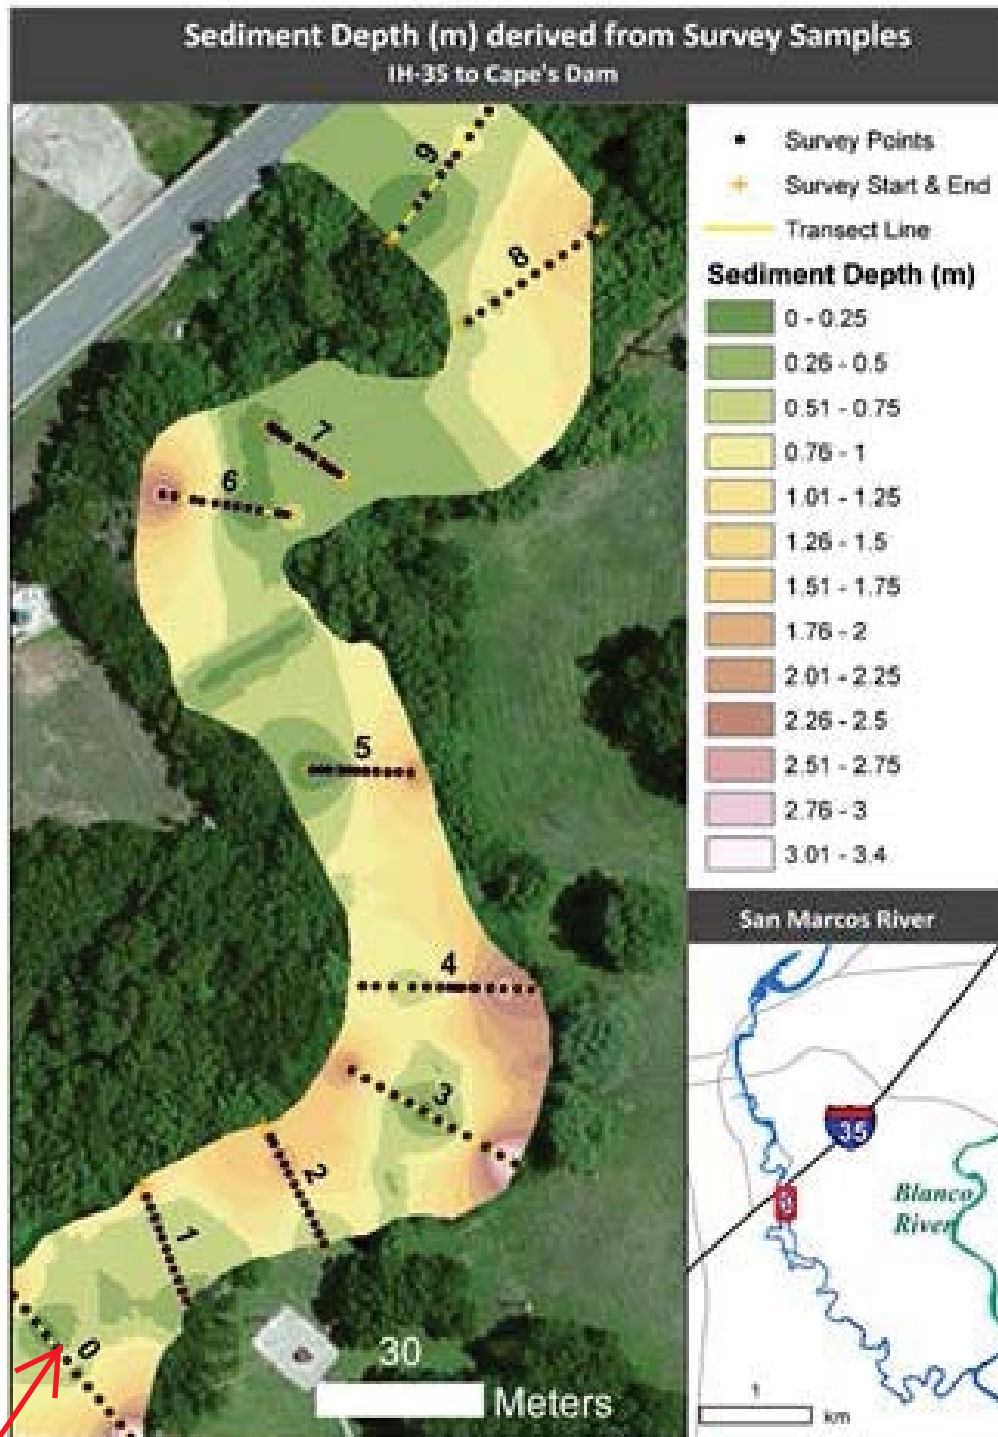 Sediment Depth (m) derived from Survey Samples
IH-35 to Cape's Dam
Survey Points
Survey Start & End
Transect Line
Sediment Depth (m)
0 - 0.25
0.26 - 0.5
0.51 - 0.75
0.76 - 1
1.01 - 1.25
1.26 - 1.5
1.51 - 1.75
1.76 - 2
2.01 - 2.25
2.26 - 2.5
2.51 - 2.75
2.76 - 3
3.01 - 3.4
9
8
7
6
5
4
3
2
1
0
30
Meters
San Marcos River
35
Blanco
River
1
km